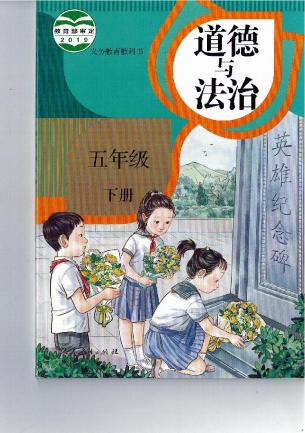 教育部审定
2019
义务教育教科书
道德
与
法治
五年级
下册
英雄纪念碑